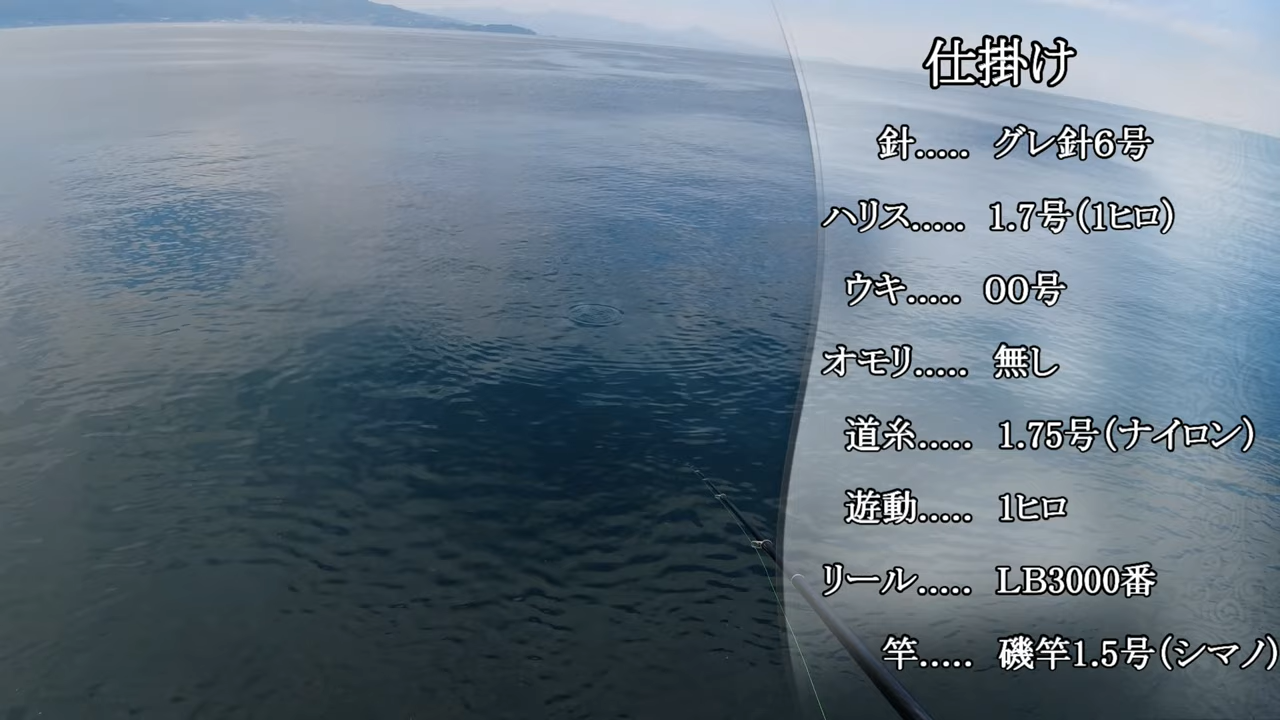 仕掛け
針..... グレ針6号
ハリス..... 1.7号(1ヒロ)
ウキ..... 00号
オモリ..... 無し
道糸..... 1.75号(ナイロン)
遊動..... 1ヒロ
リール..... LB3000番
竿..... 磯竿1.5号(シマノ)